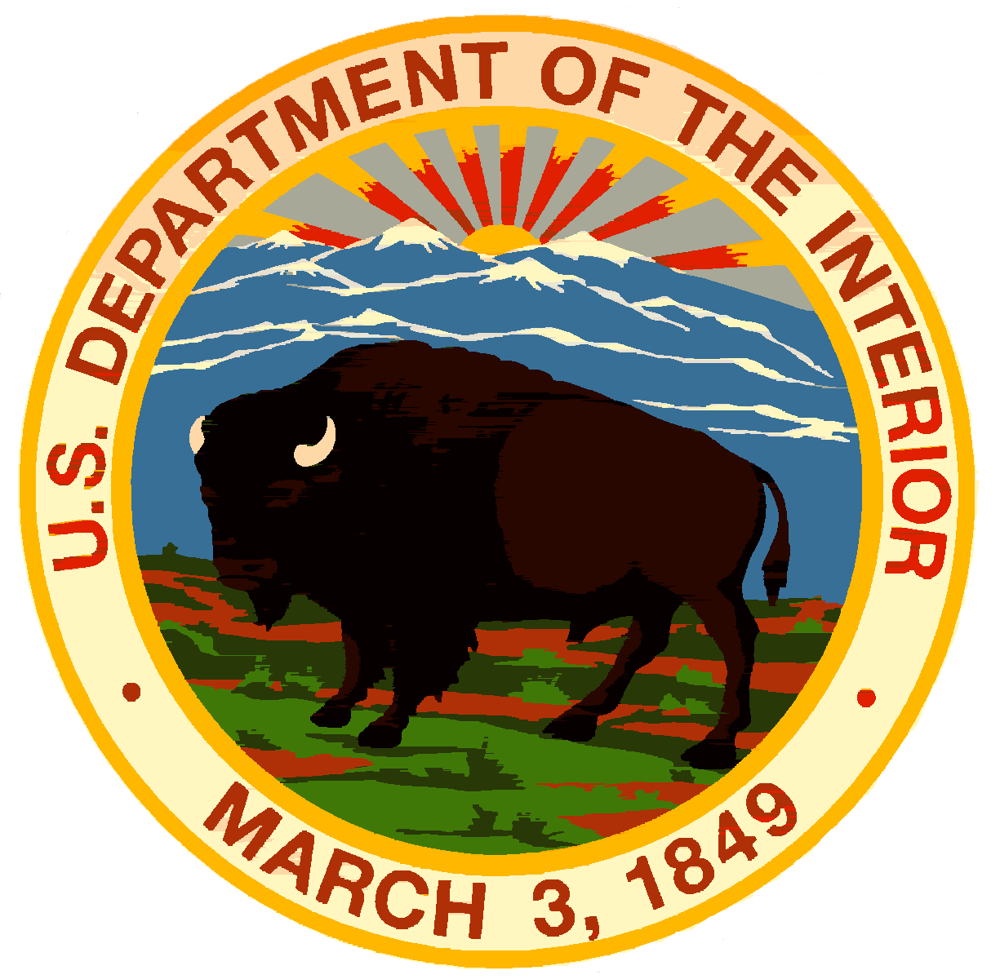 U.S. DEPARTMENT OF THE INTERIOR
MARCH 3, 1849